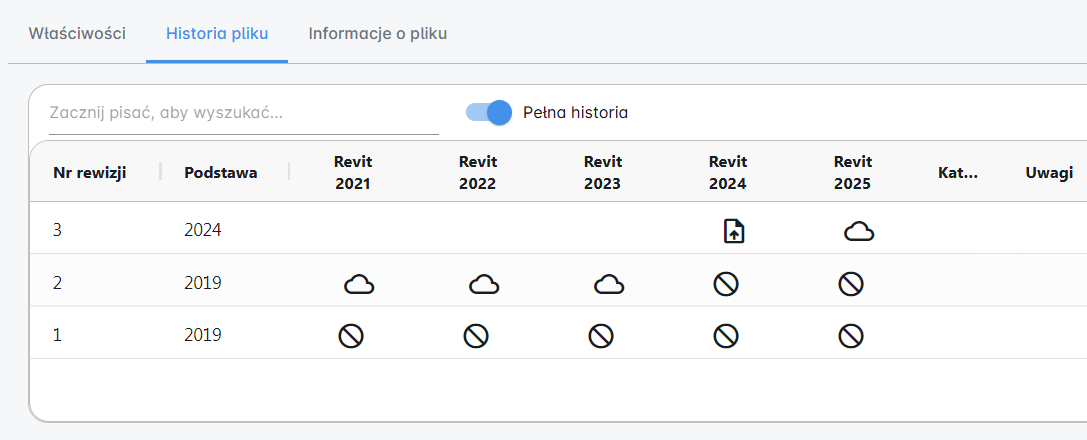 Właściwości Historia pliku Informacje o pliku
Zacznij pisać, aby wyszukać... Pełna historia
Nr rewizji Podstawa Revit 2021 Revit 2022 Revit 2023 Revit 2024 Revit 2025 Kat... Uwagi
3 2024
2 2019
1 2019